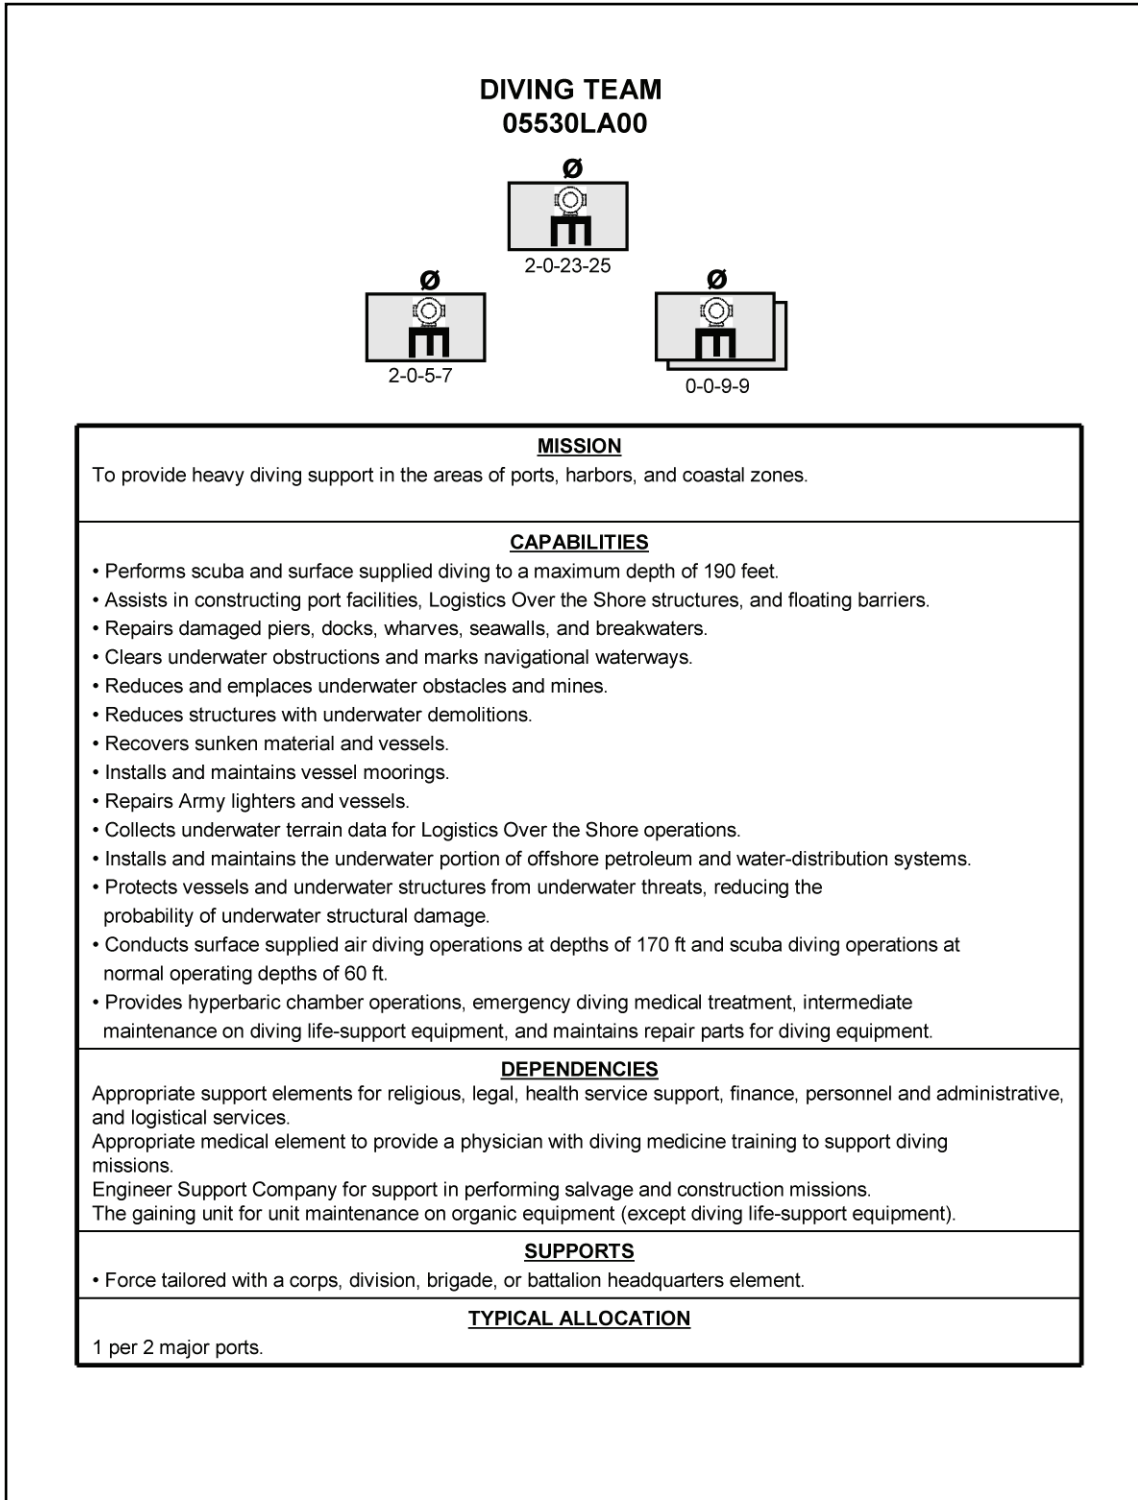 DIVING TEAM
05530LA00
Ø
2-0-23-25
Ø
2-0-5-7
Ø
0-0-9-9
MISSION
To provide heavy diving support in the areas of ports, harbors, and coastal zones.
CAPABILITIES
• Performs scuba and surface supplied diving to a maximum depth of 190 feet.
• Assists in constructing port facilities, Logistics Over the Shore structures, and floating barriers.
• Repairs damaged piers, docks, wharves, seawalls, and breakwaters.
• Clears underwater obstructions and marks navigational waterways.
• Reduces and emplaces underwater obstacles and mines.
• Reduces structures with underwater demolitions.
• Recovers sunken material and vessels.
• Installs and maintains vessel moorings.
• Repairs Army lighters and vessels.
• Collects underwater terrain data for Logistics Over the Shore operations.
• Installs and maintains the underwater portion of offshore petroleum and water-distribution systems.
• Protects vessels and underwater structures from underwater threats, reducing the
probability of underwater structural damage.
• Conducts surface supplied air diving operations at depths of 170 ft and scuba diving operations at
normal operating depths of 60 ft.
• Provides hyperbaric chamber operations, emergency diving medical treatment, intermediate
maintenance on diving life-support equipment, and maintains repair parts for diving equipment.
DEPENDENCIES
Appropriate support elements for religious, legal, health service support, finance, personnel and administrative,
and logistical services.
Appropriate medical element to provide a physician with diving medicine training to support diving
missions.
Engineer Support Company for support in performing salvage and construction missions.
The gaining unit for unit maintenance on organic equipment (except diving life-support equipment).
SUPPORTS
• Force tailored with a corps, division, brigade, or battalion headquarters element.
TYPICAL ALLOCATION
1 per 2 major ports.